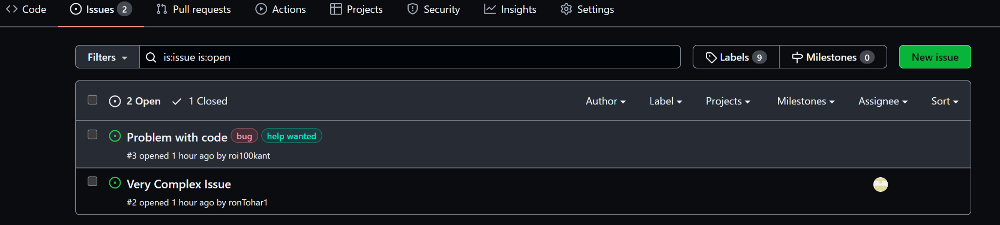 Code Issues 2 Pull requests Actions Projects Security Insights Settings
Filters is:issue is:open Labels 9 Milestones 0 New issue
2 Open 1 Closed Author Label Projects Milestones Assignee Sort
Problem with code bug help wanted
#3 opened 1 hour ago by roi100kant
Very Complex Issue
#2 opened 1 hour ago by ronTohar1